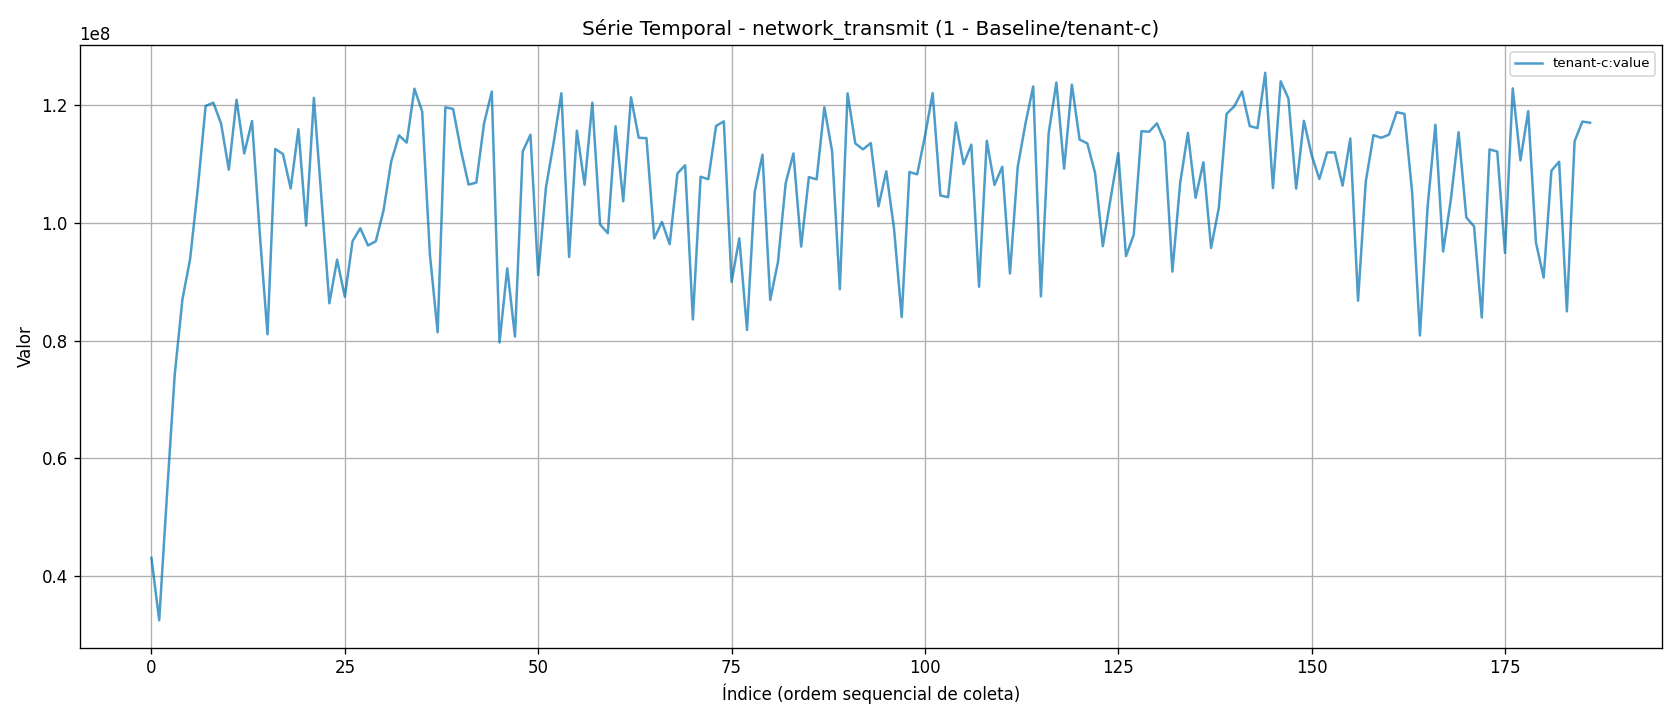 Série Temporal - network_transmit (1 - Baseline/tenant-c)
1e8
tenant-c:value
1.2
1.0
0.8
0.6
0.4
Valor
0 25 50 75 100 125 150 175
Índice (ordem sequencial de coleta)